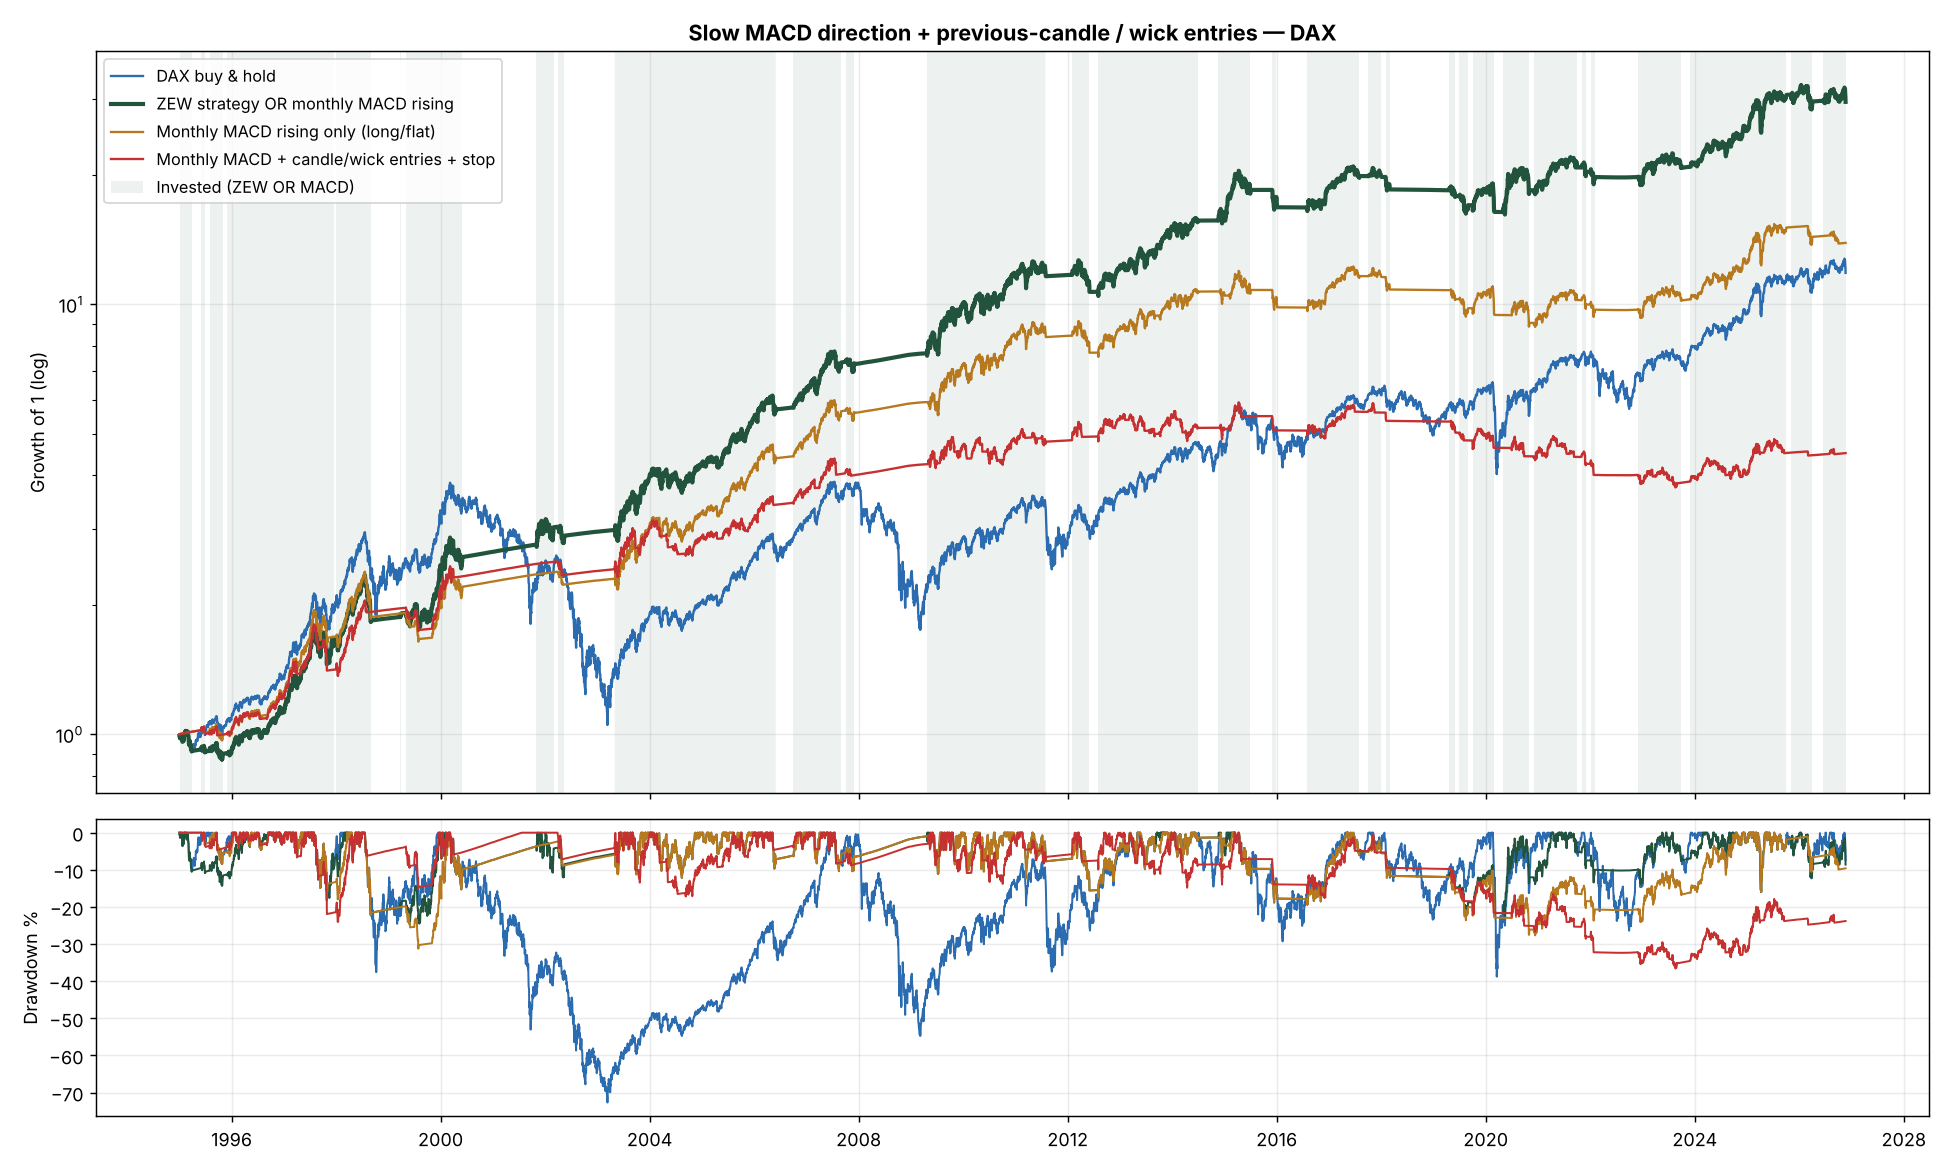 Slow MACD direction + previous-candle / wick entries — DAX
DAX buy & hold
ZEW strategy OR monthly MACD rising
Monthly MACD rising only (long/flat)
Monthly MACD + candle/wick entries + stop
Invested (ZEW OR MACD)
Growth of 1 (log)
10¹
10⁰
Drawdown %
0
−10
−20
−30
−40
−50
−60
−70
1996
2000
2004
2008
2012
2016
2020
2024
2028